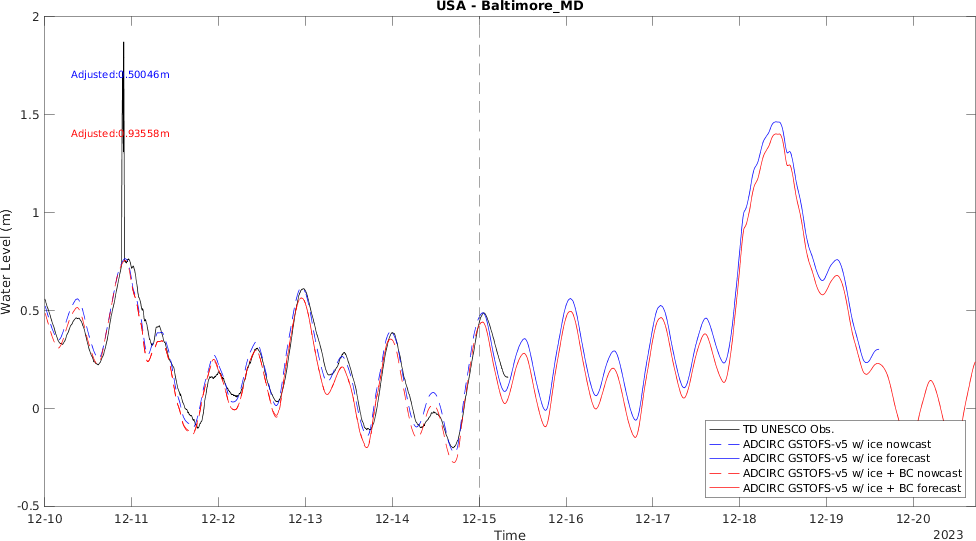 USA - Baltimore_MD
2
1.5
1
0.5
0
-0.5
Water Level (m)
Adjusted:0.50046m
Adjusted:0.93558m
TD UNESCO Obs.
ADCIRC GSTOFS-v5 w/ ice nowcast
ADCIRC GSTOFS-v5 w/ ice forecast
ADCIRC GSTOFS-v5 w/ ice + BC nowcast
ADCIRC GSTOFS-v5 w/ ice + BC forecast
12-10 12-11 12-12 12-13 12-14 12-15 12-16 12-17 12-18 12-19 12-20
Time
2023